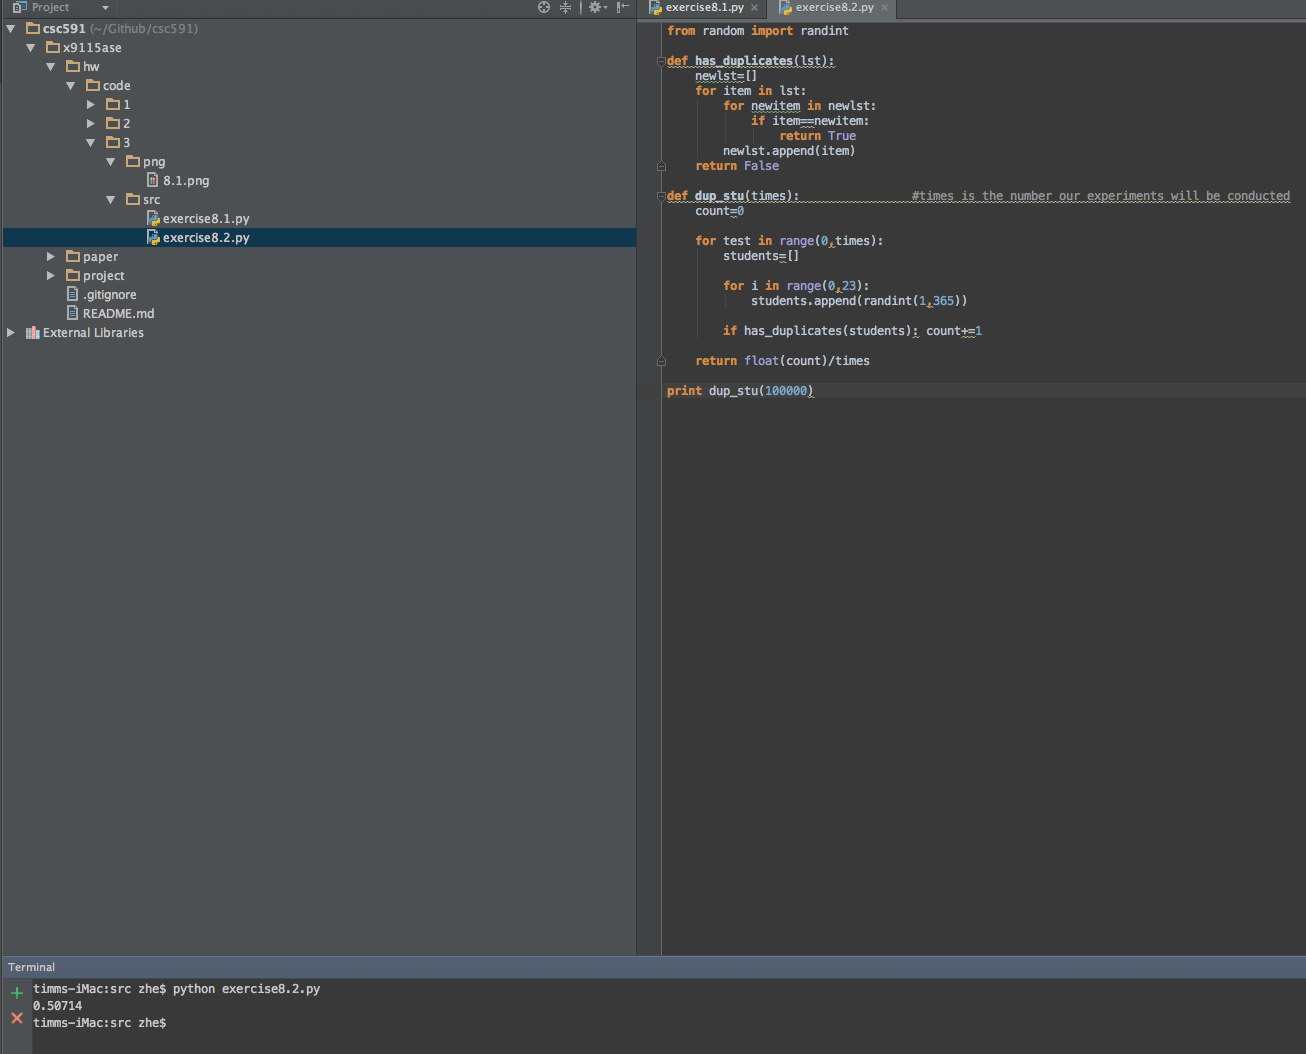 Project
csc591 (~/Github/csc591)
x9115ase
hw
code
1
2
3
png
8.1.png
src
exercise8.1.py
exercise8.2.py
paper
project
.gitignore
README.md
External Libraries
exercise8.1.py
exercise8.2.py
from random import randint
def has_duplicates(lst):
    newlst=[]
    for item in lst:
        for newitem in newlst:
            if item==newitem:
                return True
        newlst.append(item)
    return False
def dup_stu(times):                #times is the number our experiments will be conducted
    count=0
    for test in range(0,times):
        students=[]
        for i in range(0,23):
            students.append(randint(1,365))
        if has_duplicates(students): count+=1
    return float(count)/times
print dup_stu(100000)
Terminal
timms-iMac:src zhe$ python exercise8.2.py
0.50714
timms-iMac:src zhe$